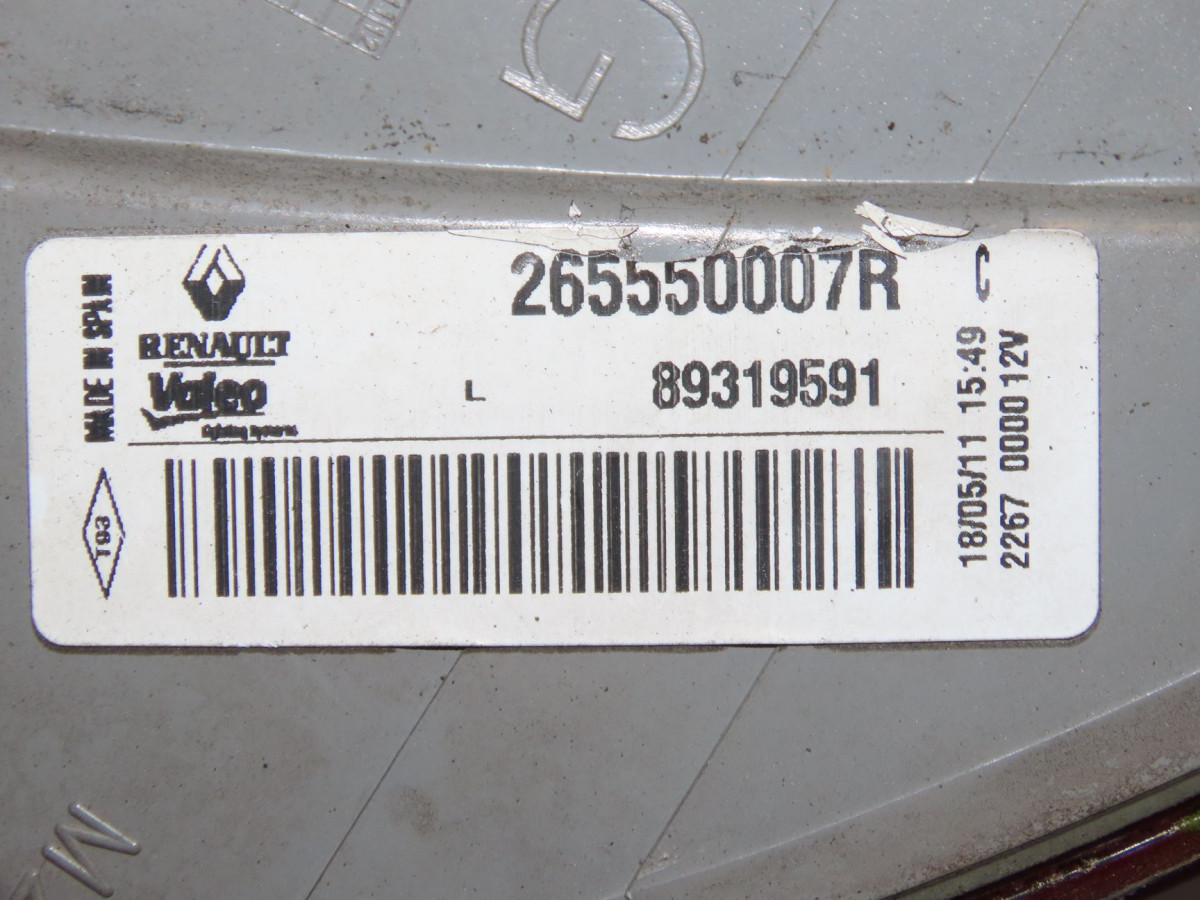 G
MADE IN SPAIN
RENAULT
265550007R
C
Valeo
lighting systems
L
89319591
18/05/11 15:49
2267 0000 12V
T93
M